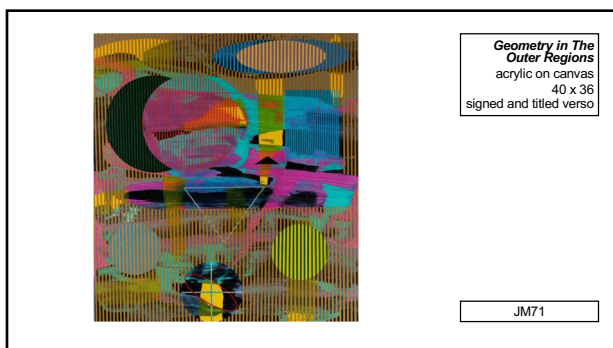 Geometry in The
Outer Regions
acrylic on canvas
40 x 36
signed and titled verso
JM71